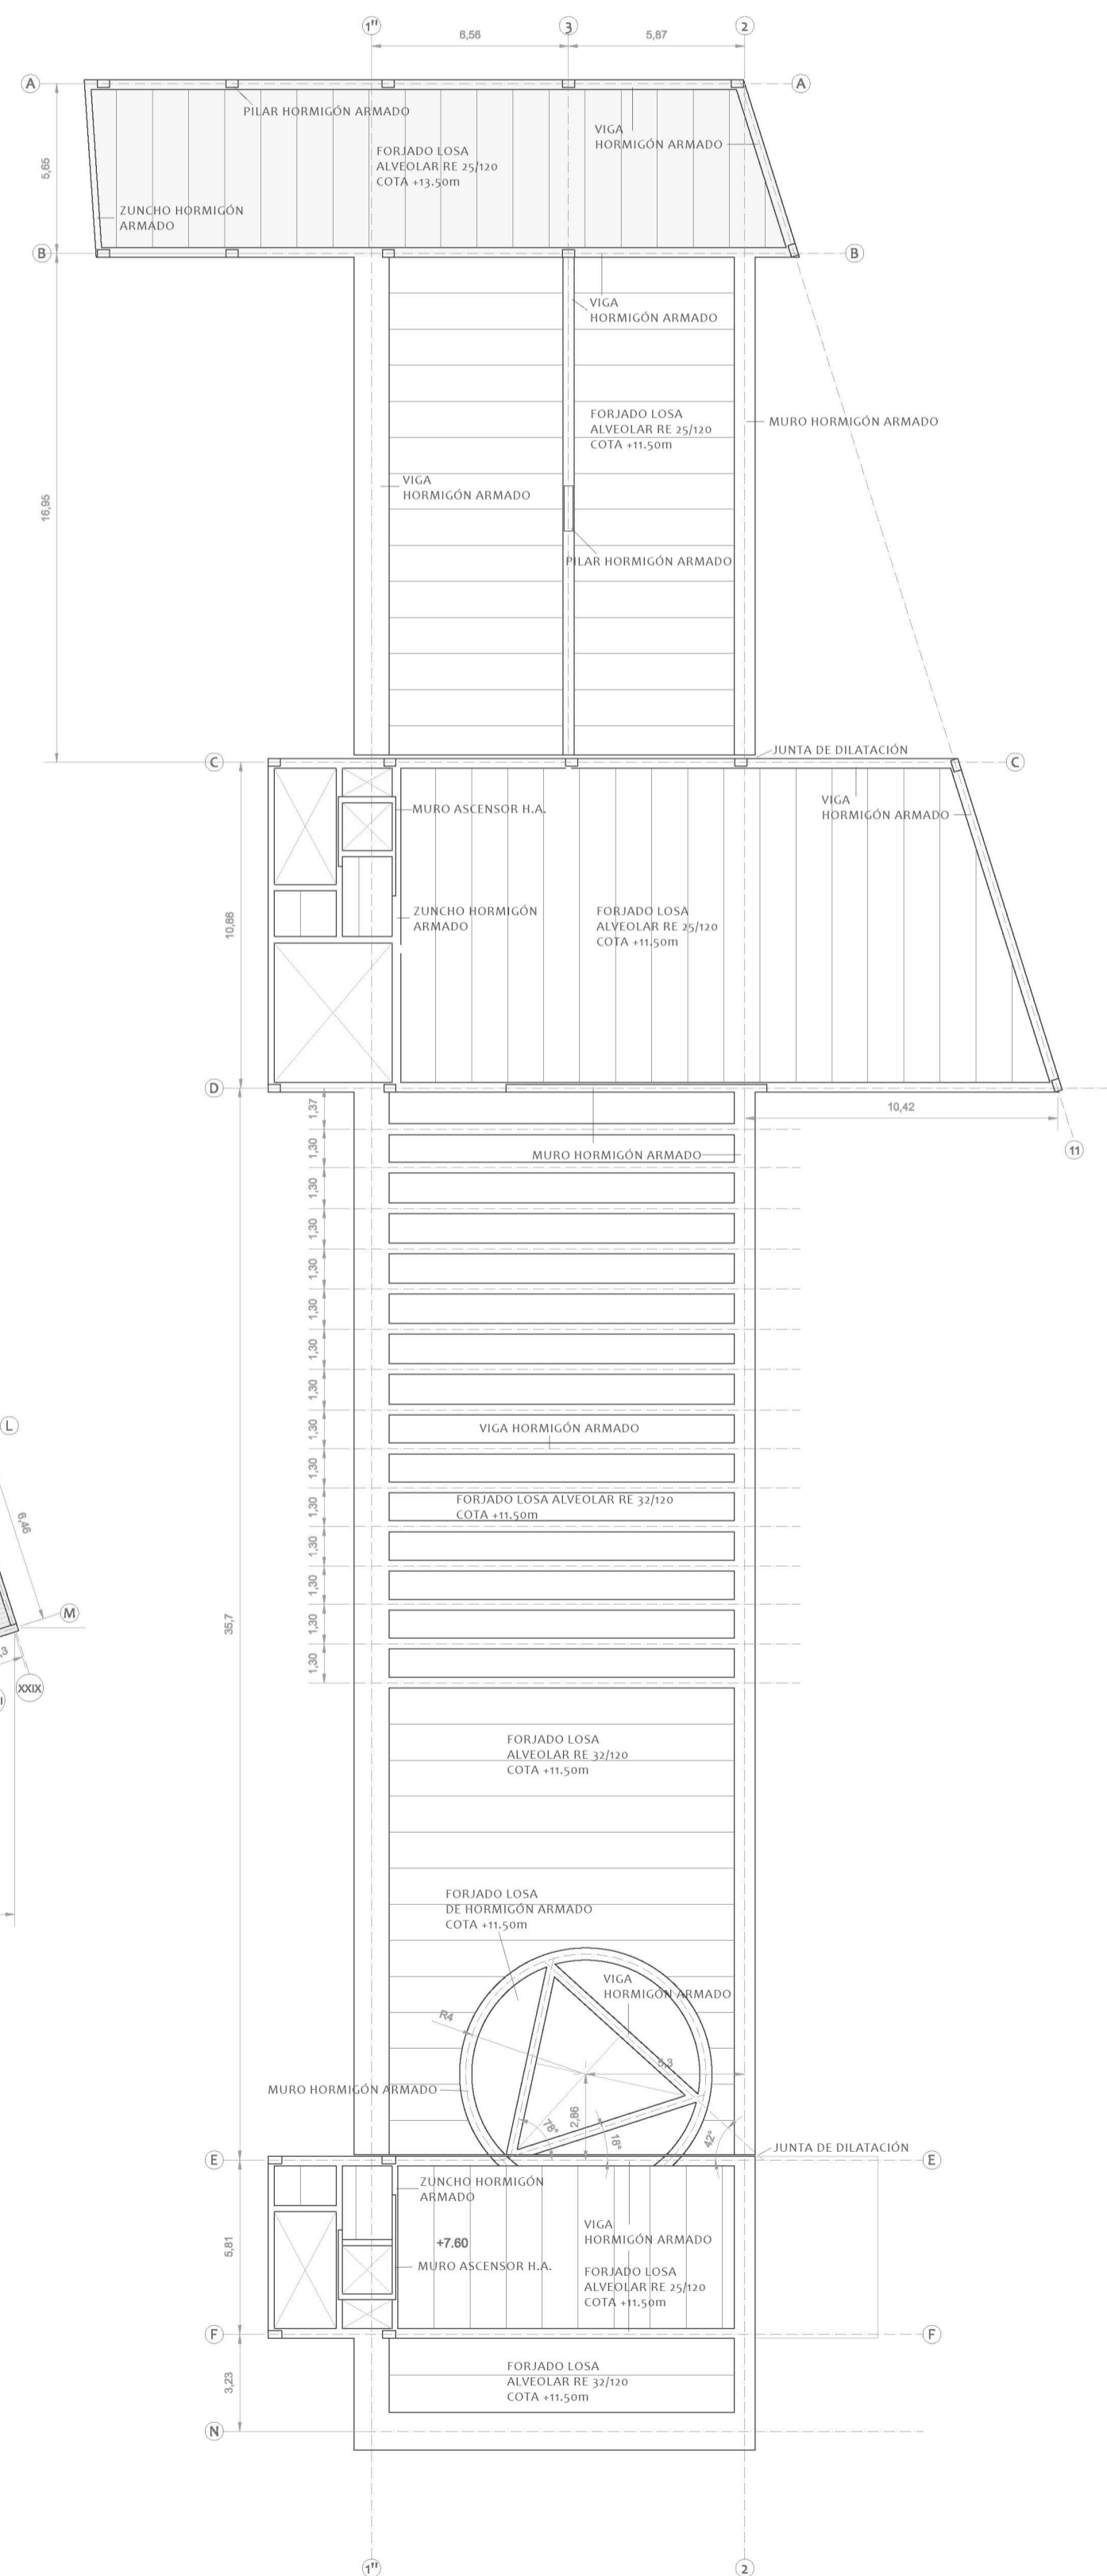 1'' 3 2
6,56 5,87
A A
PILAR HORMIGÓN ARMADO
VIGA
HORMIGÓN ARMADO
FORJADO LOSA
ALVEOLAR RE 25/120
COTA +13.50m
5,65
ZUNCHO HORMIGÓN
ARMADO
B B
VIGA
HORMIGÓN ARMADO
FORJADO LOSA
ALVEOLAR RE 25/120
COTA +11.50m
MURO HORMIGÓN ARMADO
VIGA
HORMIGÓN ARMADO
16,95
PILAR HORMIGÓN ARMADO
JUNTA DE DILATACIÓN
C C
MURO ASCENSOR H.A.
VIGA
HORMIGÓN ARMADO
ZUNCHO HORMIGÓN
ARMADO
FORJADO LOSA
ALVEOLAR RE 25/120
COTA +11.50m
10,86
D
10,42
11
1,37
MURO HORMIGÓN ARMADO
1,30
1,30
1,30
1,30
1,30
1,30
1,30
1,30
1,30
1,30
1,30
1,30
1,30
1,30
VIGA HORMIGÓN ARMADO
FORJADO LOSA ALVEOLAR RE 32/120
COTA +11.50m
L
6,46
M
XXIX
35,7
FORJADO LOSA
ALVEOLAR RE 32/120
COTA +11.50m
FORJADO LOSA
DE HORMIGÓN ARMADO
COTA +11.50m
VIGA
HORMIGÓN ARMADO
R4
5,3
MURO HORMIGÓN ARMADO
2,86
78°
18°
42°
JUNTA DE DILATACIÓN
E E
ZUNCHO HORMIGÓN
ARMADO
VIGA
HORMIGÓN ARMADO
+7.60
5,81
MURO ASCENSOR H.A.
FORJADO LOSA
ALVEOLAR RE 25/120
COTA +11.50m
F F
FORJADO LOSA
ALVEOLAR RE 32/120
COTA +11.50m
3,23
N
1'' 2